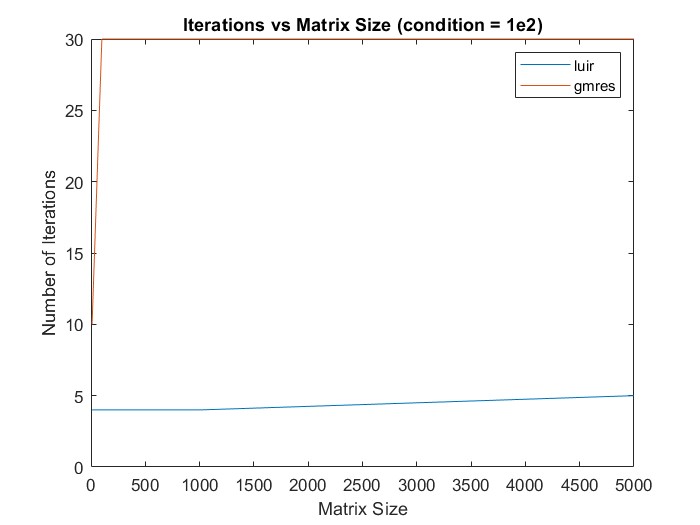 Iterations vs Matrix Size (condition = 1e2)
luir
gmres
Number of Iterations
30
25
20
15
10
5
0
0 500 1000 1500 2000 2500 3000 3500 4000 4500 5000
Matrix Size